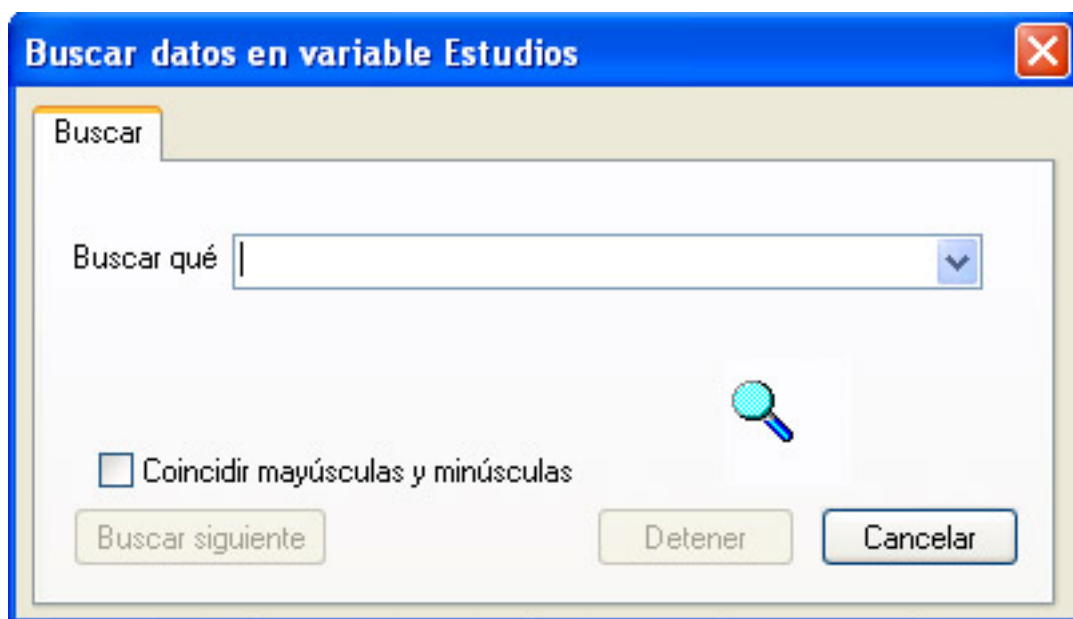 Buscar datos en variable Estudios
Buscar
Buscar qué
Coincidir mayúsculas y minúsculas
Buscar siguiente
Detener
Cancelar